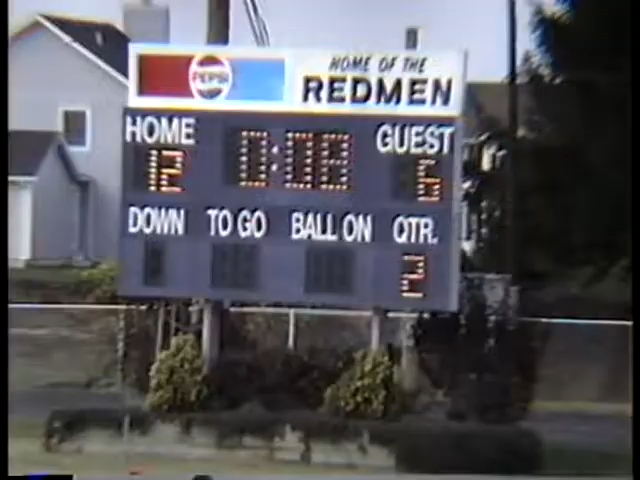 PEPSI
HOME OF THE
REDMEN
HOME 0:08 GUEST
12 6
DOWN TO GO BALL ON QTR.
2